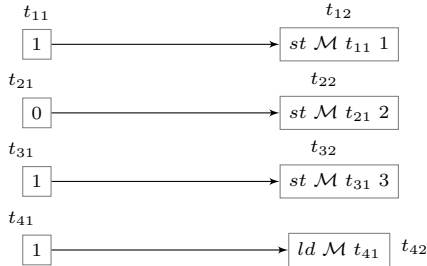 t₁₁ t₁₂
1 st ℳ t₁₁ 1
t₂₁ t₂₂
0 st ℳ t₂₁ 2
t₃₁ t₃₂
1 st ℳ t₃₁ 3
t₄₁
1 ld ℳ t₄₁ t₄₂